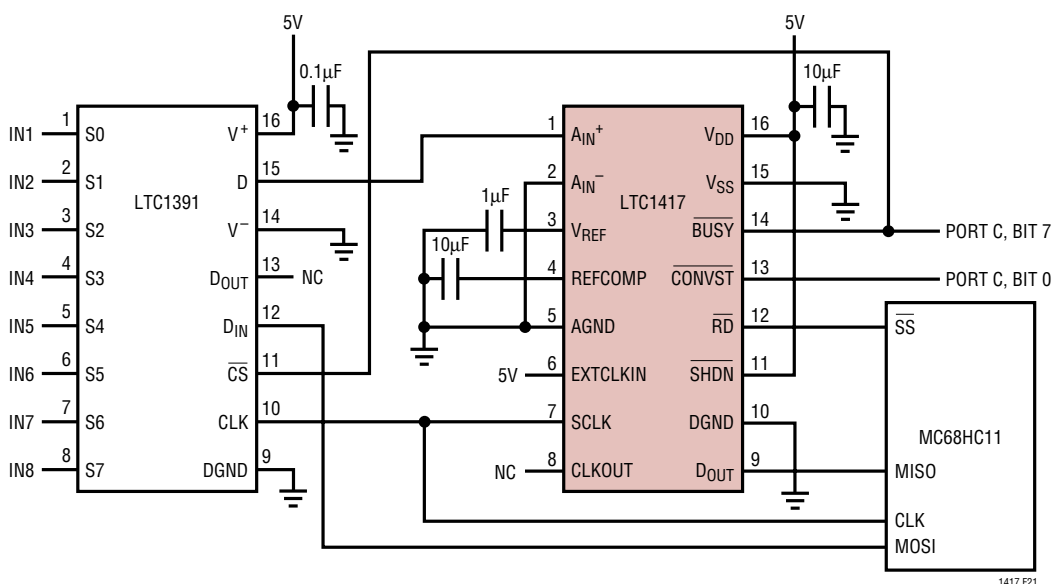 5V
0.1µF
LTC1391
IN1 1 S0
IN2 2 S1
IN3 3 S2
IN4 4 S3
IN5 5 S4
IN6 6 S5
IN7 7 S6
IN8 8 S7
V+ 16
D 15
V− 14
DOUT 13 NC
DIN 12
CS 11
CLK 10
DGND 9
5V
10µF
LTC1417
1 AIN+
2 AIN−
1µF
3 VREF
10µF
4 REFCOMP
5 AGND
5V 6 EXTCLKIN
7 SCLK
NC 8 CLKOUT
VDD 16
VSS 15
BUSY 14 PORT C, BIT 7
CONVST 13 PORT C, BIT 0
RD 12
SHDN 11
DGND 10
DOUT 9
MC68HC11
SS
MISO
CLK
MOSI
1417 F21